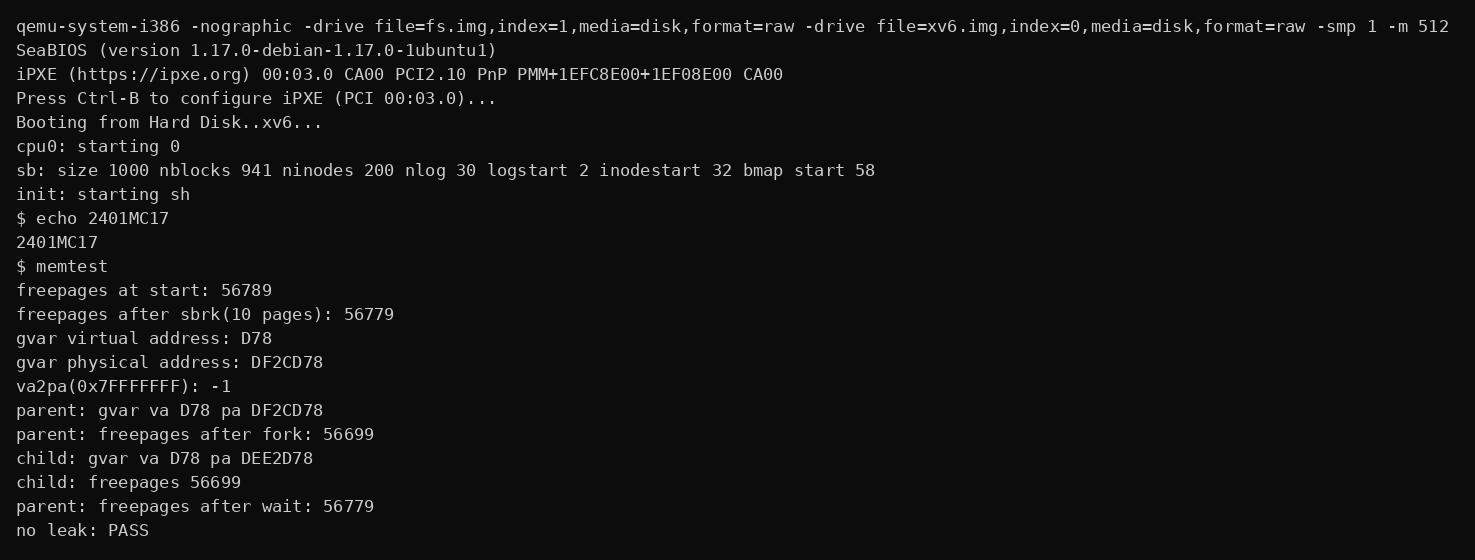 qemu-system-i386 -nographic -drive file=fs.img,index=1,media=disk,format=raw -drive file=xv6.img,index=0,media=disk,format=raw -smp 1 -m 512
SeaBIOS (version 1.17.0-debian-1.17.0-1ubuntu1)
iPXE (https://ipxe.org) 00:03.0 CA00 PCI2.10 PnP PMM+1EFC8E00+1EF08E00 CA00
Press Ctrl-B to configure iPXE (PCI 00:03.0)...
Booting from Hard Disk..xv6...
cpu0: starting 0
sb: size 1000 nblocks 941 ninodes 200 nlog 30 logstart 2 inodestart 32 bmap start 58
init: starting sh
$ echo 2401MC17
2401MC17
$ memtest
freepages at start: 56789
freepages after sbrk(10 pages): 56779
gvar virtual address: D78
gvar physical address: DF2CD78
va2pa(0x7FFFFFFF): -1
parent: gvar va D78 pa DF2CD78
parent: freepages after fork: 56699
child: gvar va D78 pa DEE2D78
child: freepages 56699
parent: freepages after wait: 56779
no leak: PASS